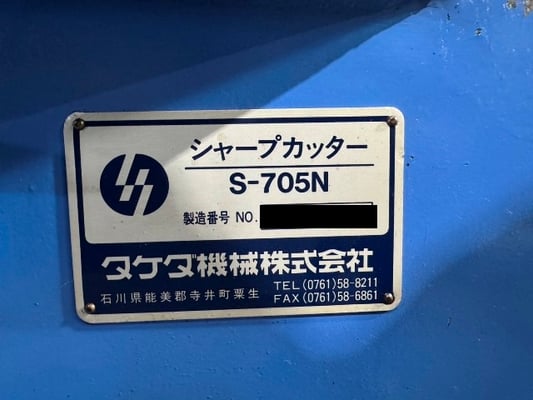 シャープカッター
S-705N
製造番号 NO.
タケダ機械株式会社
石川県能美郡寺井町粟生
TEL(0761)58-8211
FAX(0761)58-6861